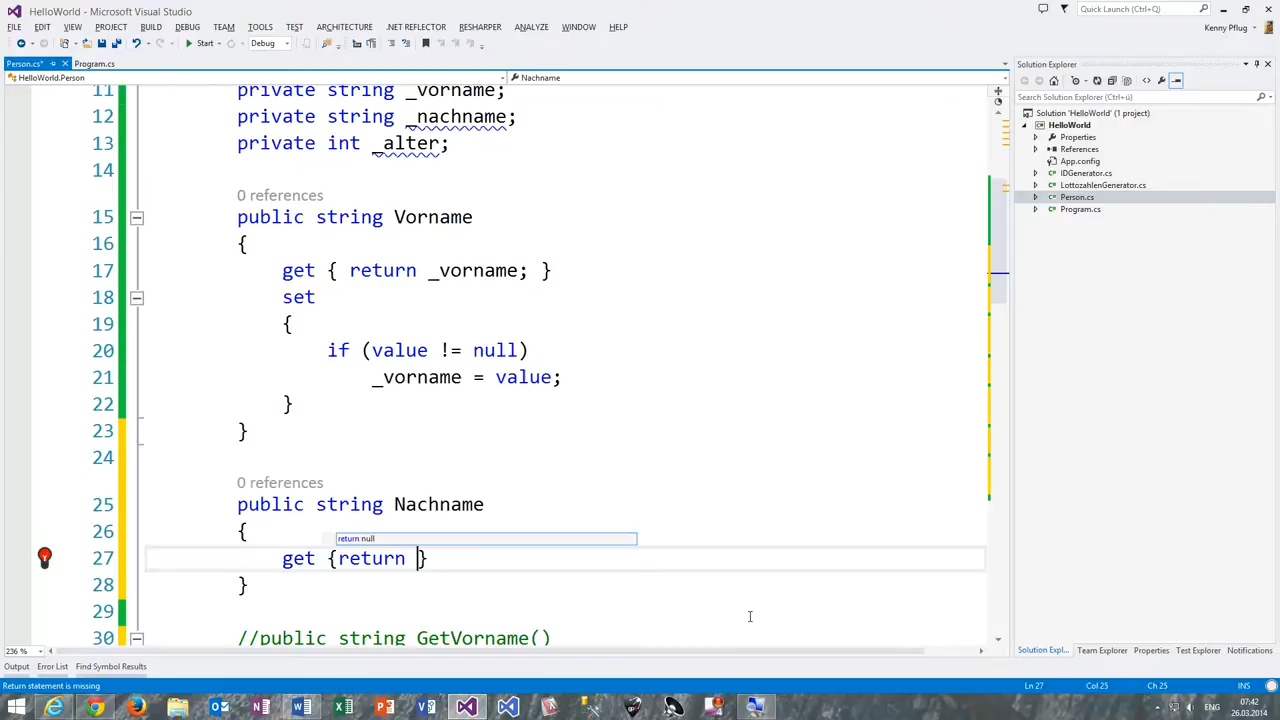 HelloWorld - Microsoft Visual Studio
Quick Launch (Ctrl+Q)
FILE EDIT VIEW PROJECT BUILD DEBUG TEAM TOOLS TEST ARCHITECTURE .NET REFLECTOR RESHARPER ANALYZE WINDOW HELP
Kenny Pflug
Start Debug
Person.cs* Program.cs
HelloWorld.Person Nachname
11 private string _vorname;
12 private string _nachname;
13 private int _alter;
14
0 references
15 public string Vorname
16 {
17 get { return _vorname; }
18 set
19 {
20 if (value != null)
21 _vorname = value;
22 }
23 }
24
0 references
25 public string Nachname
26 {
return null
27 get {return }
28 }
29
30 //public string GetVorname()
236 %
Solution Explorer
Search Solution Explorer (Ctrl+ü)
Solution 'HelloWorld' (1 project)
HelloWorld
Properties
References
App.config
IDGenerator.cs
LottozahlenGenerator.cs
Person.cs
Program.cs
Solution Expl... Team Explorer Properties Test Explorer Notifications
Output Error List Find Symbol Results
Return statement is missing Ln 27 Col 25 Ch 25 INS
07:42
26.03.2014